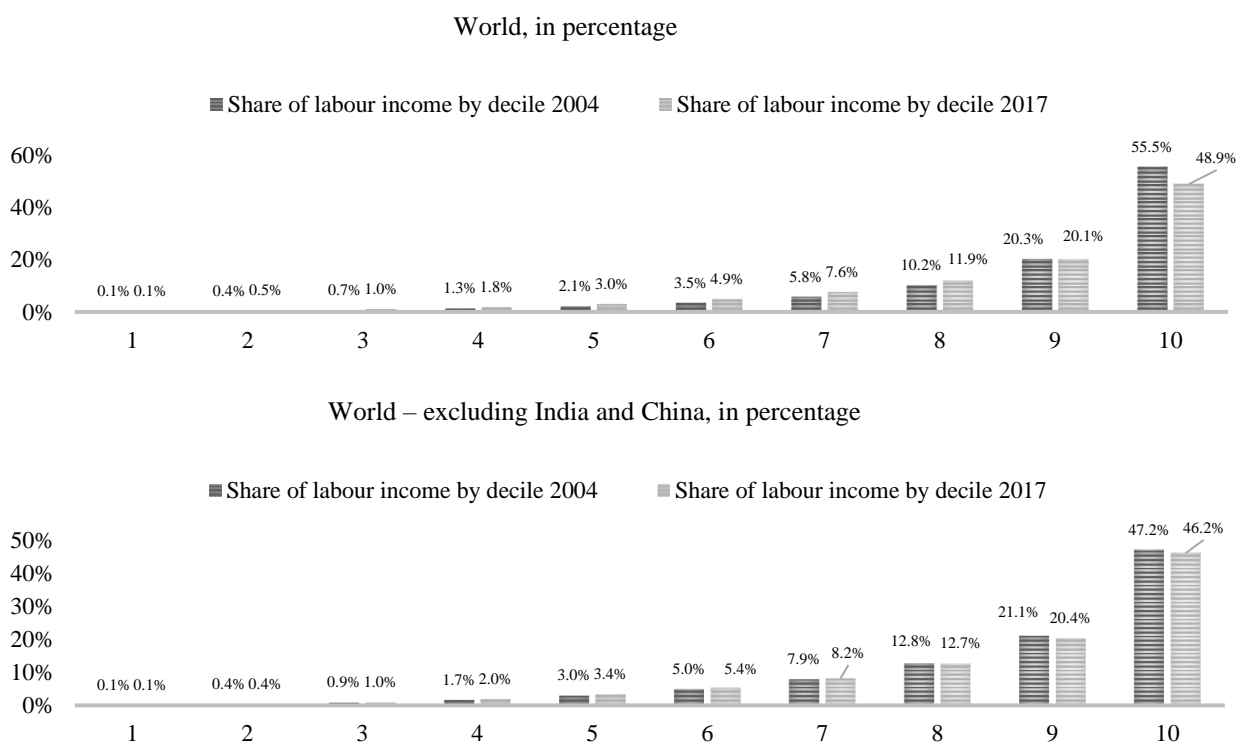 World, in percentage
Share of labour income by decile 2004 Share of labour income by decile 2017
60%
40%
20%
0%
0.1% 0.1% 0.4% 0.5% 0.7% 1.0% 1.3% 1.8% 2.1% 3.0% 3.5% 4.9% 5.8% 7.6% 10.2% 11.9% 20.3% 20.1% 55.5% 48.9%
1 2 3 4 5 6 7 8 9 10
World – excluding India and China, in percentage
Share of labour income by decile 2004 Share of labour income by decile 2017
50%
40%
30%
20%
10%
0%
0.1% 0.1% 0.4% 0.4% 0.9% 1.0% 1.7% 2.0% 3.0% 3.4% 5.0% 5.4% 7.9% 8.2% 12.8% 12.7% 21.1% 20.4% 47.2% 46.2%
1 2 3 4 5 6 7 8 9 10